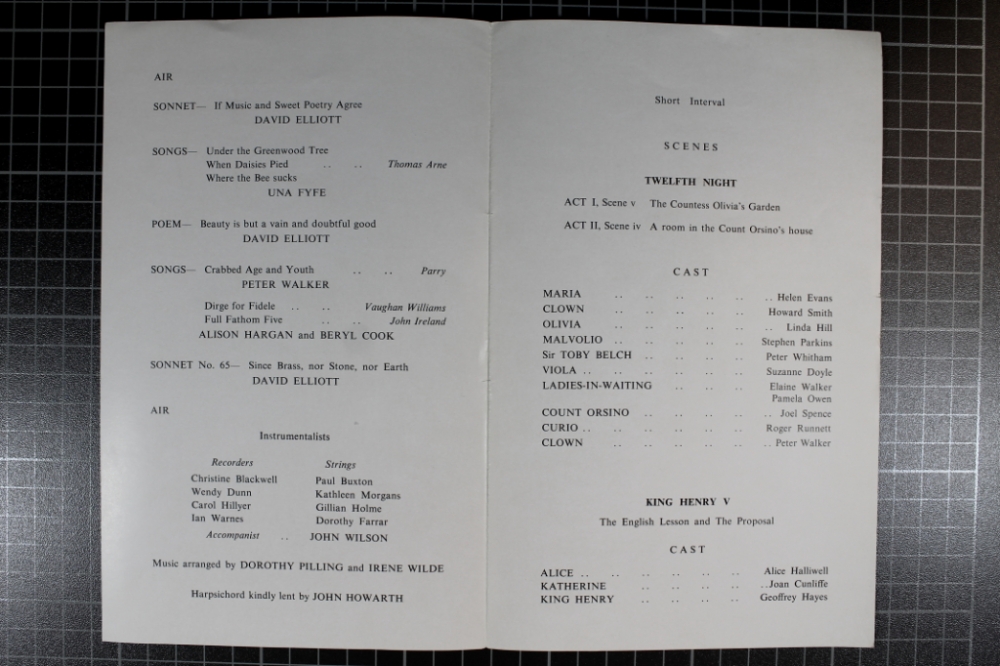 AIR
SONNET— If Music and Sweet Poetry Agree
DAVID ELLIOTT
SONGS— Under the Greenwood Tree
When Daisies Pied .. .. Thomas Arne
Where the Bee sucks
UNA FYFE
POEM— Beauty is but a vain and doubtful good
DAVID ELLIOTT
SONGS— Crabbed Age and Youth .. .. Parry
PETER WALKER
Dirge for Fidele .. .. Vaughan Williams
Full Fathom Five .. .. John Ireland
ALISON HARGAN and BERYL COOK
SONNET No. 65— Since Brass, nor Stone, nor Earth
DAVID ELLIOTT
AIR
Instrumentalists
Recorders Strings
Christine Blackwell Paul Buxton
Wendy Dunn Kathleen Morgans
Carol Hillyer Gillian Holme
Ian Warnes Dorothy Farrar
Accompanist .. JOHN WILSON
Music arranged by DOROTHY PILLING and IRENE WILDE
Harpsichord kindly lent by JOHN HOWARTH
Short Interval
SCENES
TWELFTH NIGHT
ACT I, Scene v The Countess Olivia's Garden
ACT II, Scene iv A room in the Count Orsino's house
CAST
MARIA .. .. .. .. .. .. Helen Evans
CLOWN .. .. .. .. .. Howard Smith
OLIVIA .. .. .. .. .. .. Linda Hill
MALVOLIO .. .. .. .. .. Stephen Parkins
Sir TOBY BELCH .. .. .. .. Peter Whitham
VIOLA .. .. .. .. .. .. Suzanne Doyle
LADIES-IN-WAITING .. .. .. Elaine Walker
Pamela Owen
COUNT ORSINO .. .. .. .. .. Joel Spence
CURIO .. .. .. .. .. .. Roger Runnett
CLOWN .. .. .. .. .. .. Peter Walker
KING HENRY V
The English Lesson and The Proposal
CAST
ALICE .. .. .. .. .. .. Alice Halliwell
KATHERINE .. .. .. .. .. Joan Cunliffe
KING HENRY .. .. .. .. Geoffrey Hayes